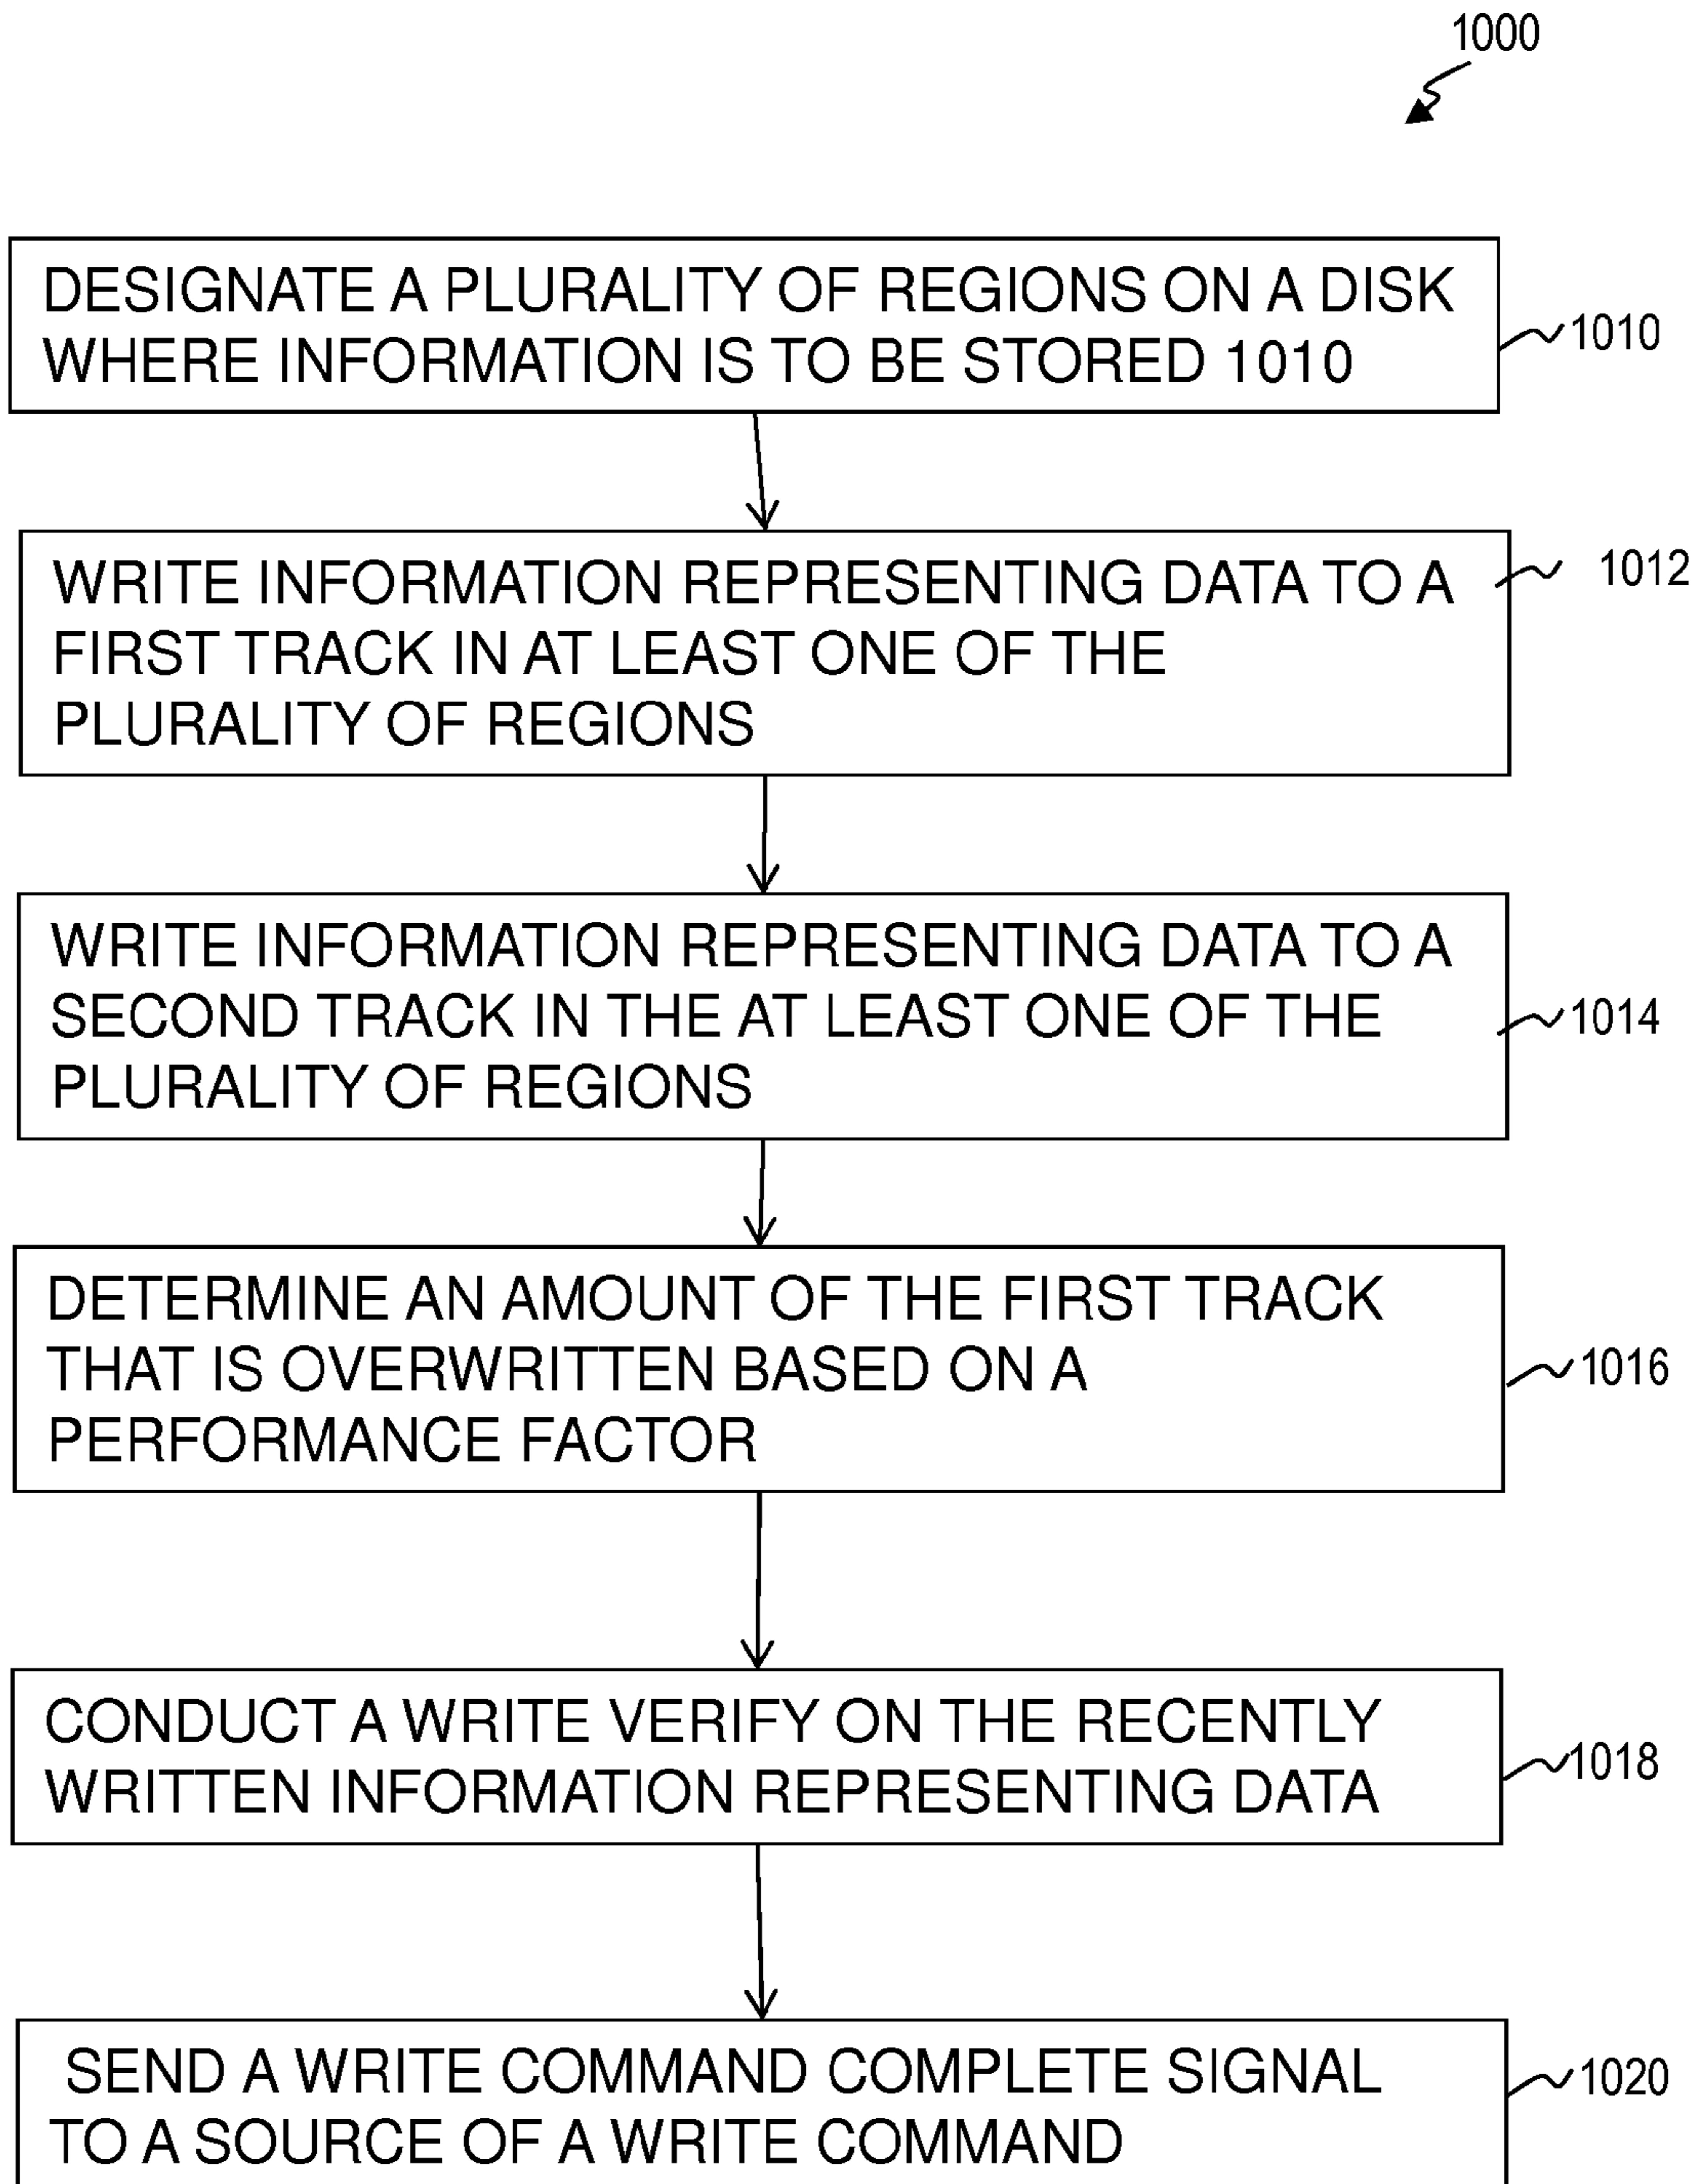 1000
DESIGNATE A PLURALITY OF REGIONS ON A DISK
WHERE INFORMATION IS TO BE STORED 1010
1010
WRITE INFORMATION REPRESENTING DATA TO A
FIRST TRACK IN AT LEAST ONE OF THE
PLURALITY OF REGIONS
1012
WRITE INFORMATION REPRESENTING DATA TO A
SECOND TRACK IN THE AT LEAST ONE OF THE
PLURALITY OF REGIONS
1014
DETERMINE AN AMOUNT OF THE FIRST TRACK
THAT IS OVERWRITTEN BASED ON A
PERFORMANCE FACTOR
1016
CONDUCT A WRITE VERIFY ON THE RECENTLY
WRITTEN INFORMATION REPRESENTING DATA
1018
SEND A WRITE COMMAND COMPLETE SIGNAL
TO A SOURCE OF A WRITE COMMAND
1020